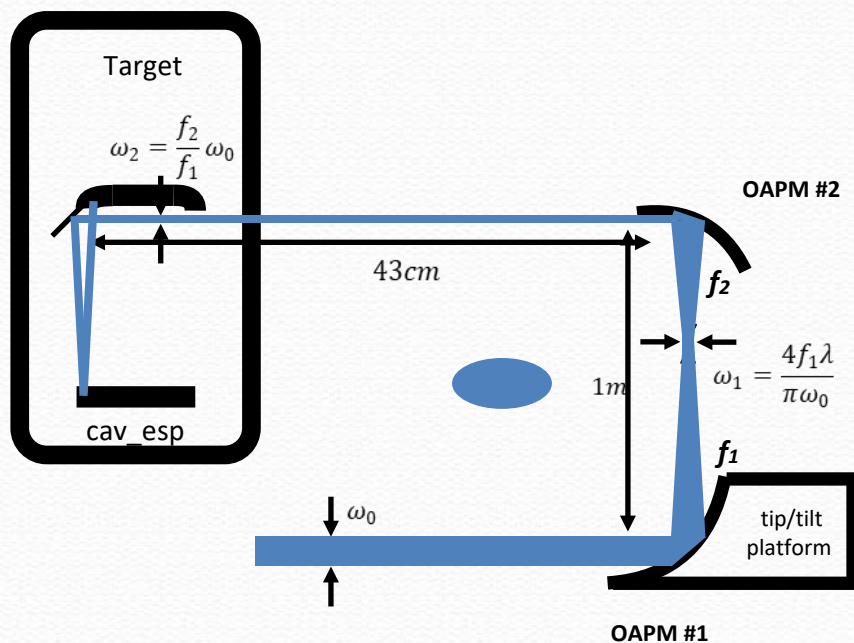 Target
ω₂ = f₂/f₁ ω₀
OAPM #2
43cm
f₂
1m
ω₁ = 4f₁λ/πω₀
cav_esp
f₁
ω₀
tip/tilt
platform
OAPM #1